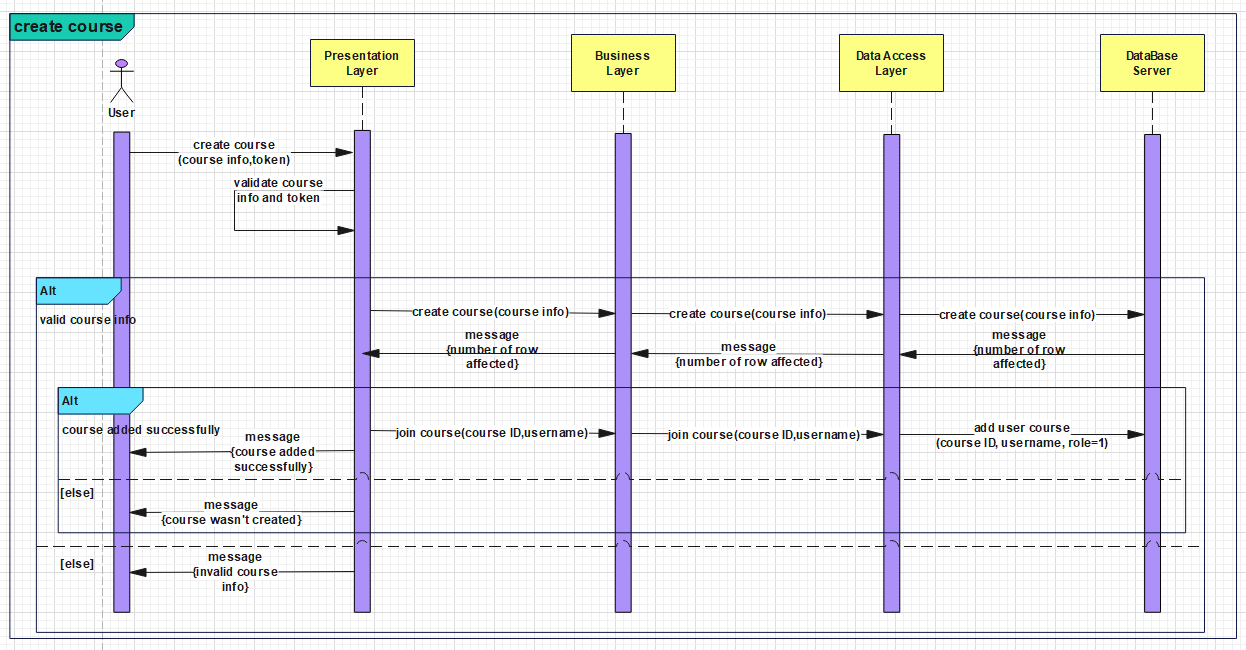 create course
Presentation
Layer
Business
Layer
Data Access
Layer
DataBase
Server
User
create course
(course info,token)
validate course
info and token
Alt
valid course info
create course(course info)
create course(course info)
create course(course info)
message
{number of row
affected}
message
{number of row affected}
message
{number of row
affected}
Alt
course added successfully
message
{course added
successfully}
join course(course ID,username)
join course(course ID,username)
add user course
(course ID, username, role=1)
[else]
message
{course wasn't created}
[else]
message
{invalid course
info}